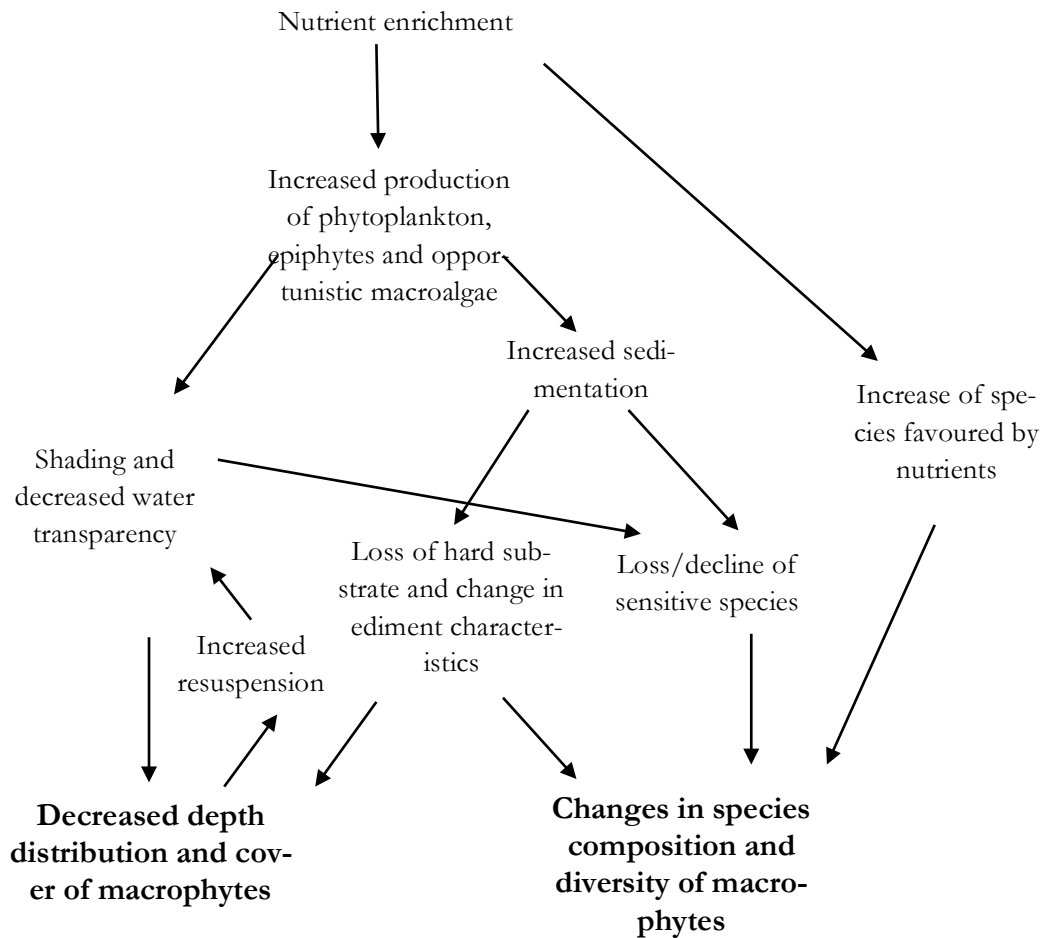 Nutrient enrichment
Increased production
of phytoplankton,
epiphytes and oppor-
tunistic macroalgae
Increased sedi-
mentation
Increase of spe-
cies favoured by
nutrients
Shading and
decreased water
transparency
Loss of hard sub-
strate and change in
ediment character-
istics
Loss/decline of
sensitive species
Increased
resuspension
Decreased depth
distribution and cov-
er of macrophytes
Changes in species
composition and
diversity of macro-
phytes